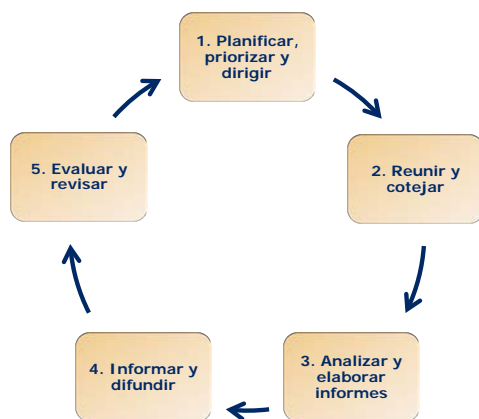 1. Planificar,
priorizar y
dirigir
2. Reunir y
cotejar
3. Analizar y
elaborar
informes
4. Informar y
difundir
5. Evaluar y
revisar